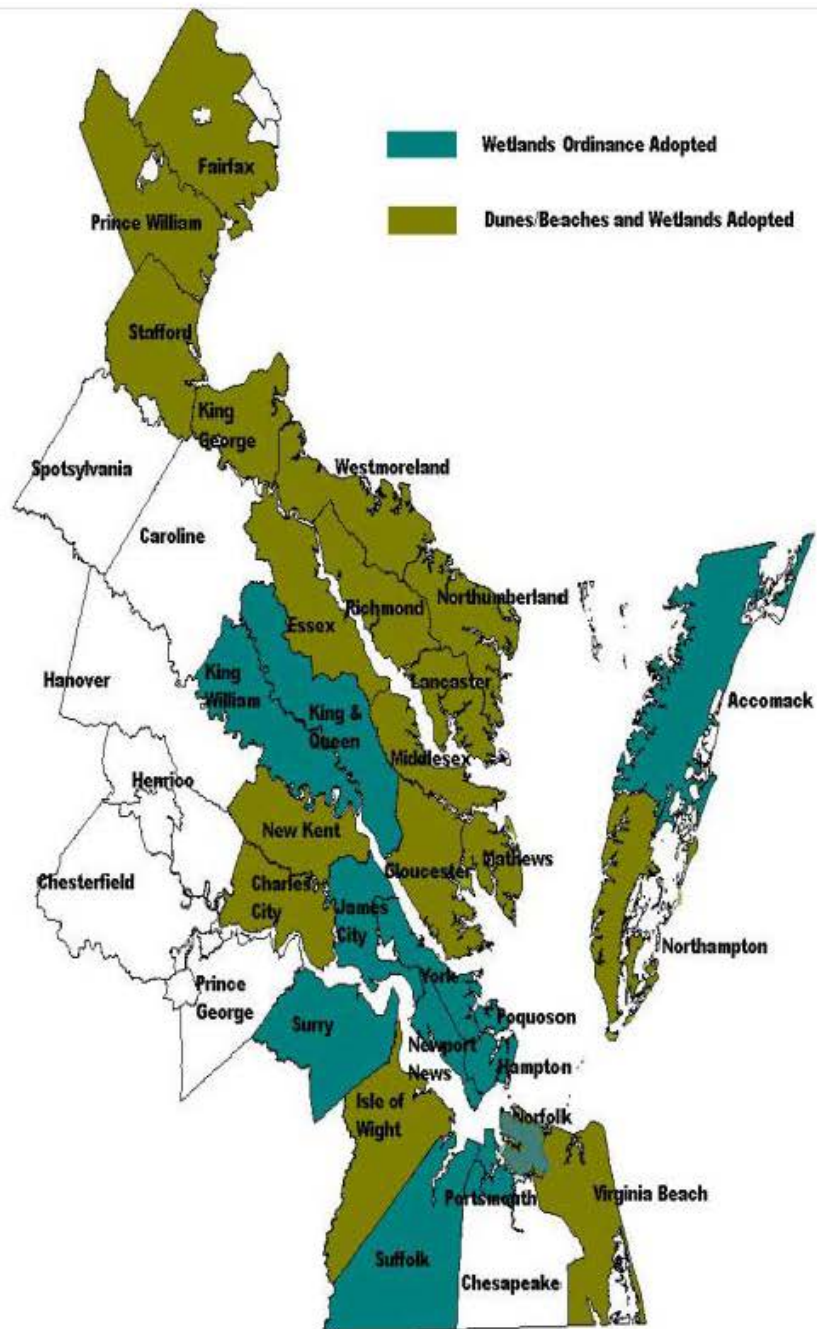 Wetlands Ordinance Adopted
Dunes/Beaches and Wetlands Adopted
Fairfax
Prince William
Stafford
King
George
Westmoreland
Spotsylvania
Caroline
Northumberland
Richmond
Essex
Hanover
King
William
Lancaster
King &
Queen
Accomack
Middlesex
Henrico
New Kent
Mathews
Gloucester
Chesterfield
Charles
City
James
City
Northampton
York
Prince
George
Surry
Poquoson
Newport
News
Hampton
Isle of
Wight
Norfolk
Portsmouth
Virginia Beach
Suffolk
Chesapeake